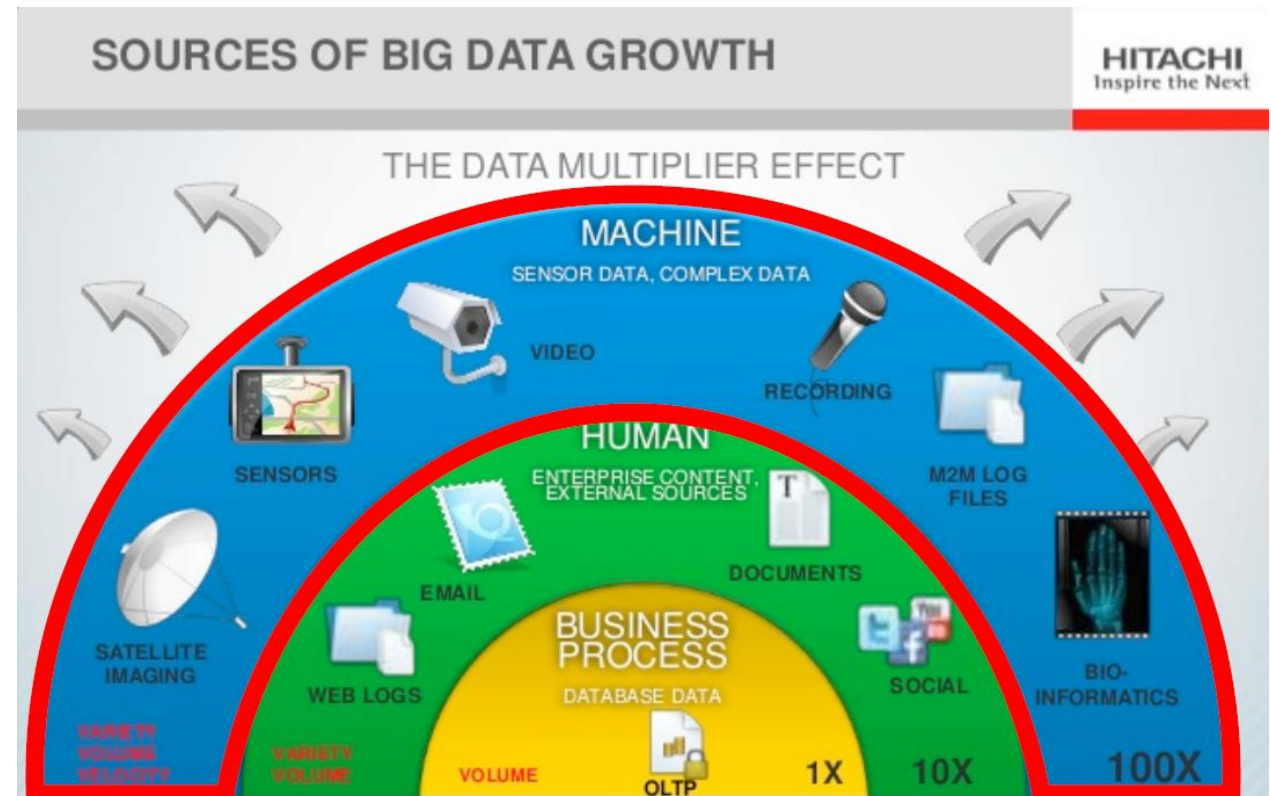 SOURCES OF BIG DATA GROWTH
HITACHI
Inspire the Next
THE DATA MULTIPLIER EFFECT
MACHINE
SENSOR DATA, COMPLEX DATA
VIDEO
RECORDING
SENSORS
M2M LOG
FILES
SATELLITE
IMAGING
BIO-
INFORMATICS
VARIETY
VOLUME
VELOCITY
100X
HUMAN
ENTERPRISE CONTENT,
EXTERNAL SOURCES
T
EMAIL
DOCUMENTS
WEB LOGS
You
SOCIAL
VARIETY
VOLUME
10X
BUSINESS
PROCESS
DATABASE DATA
VOLUME
OLTP
1X